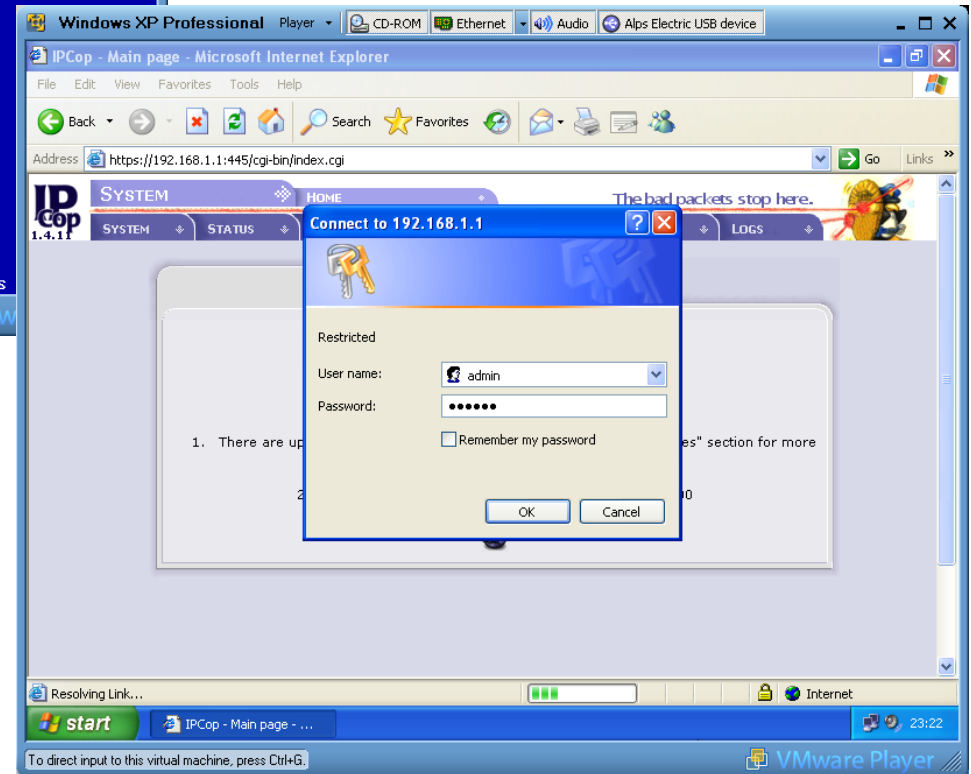 Windows XP Professional Player CD-ROM Ethernet Audio Alps Electric USB device
IPCop - Main page - Microsoft Internet Explorer
File Edit View Favorites Tools Help
Back Search Favorites
Address https://192.168.1.1:445/cgi-bin/index.cgi Go Links »
IP COP 1.4.11
SYSTEM HOME The bad packets stop here.
SYSTEM STATUS LOGS
Connect to 192.168.1.1
Restricted
User name: admin
Password: ••••••
Remember my password
1. There are up es" section for more
2 00
OK Cancel
s
W
Resolving Link... Internet
start IPCop - Main page - ... 23:22
To direct input to this virtual machine, press Ctrl+G. VMware Player